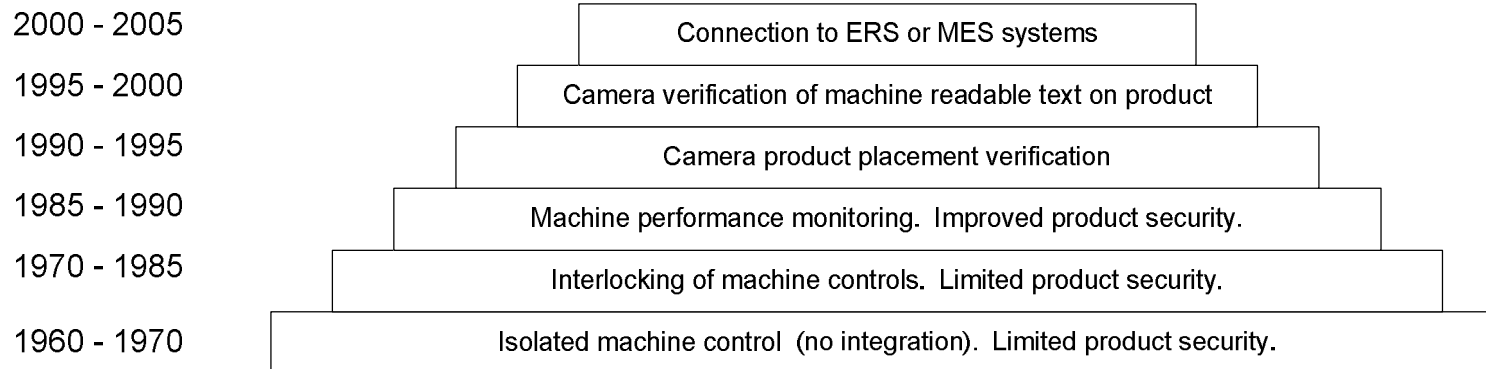 2000 - 2005 Connection to ERS or MES systems
1995 - 2000 Camera verification of machine readable text on product
1990 - 1995 Camera product placement verification
1985 - 1990 Machine performance monitoring. Improved product security.
1970 - 1985 Interlocking of machine controls. Limited product security.
1960 - 1970 Isolated machine control (no integration). Limited product security.